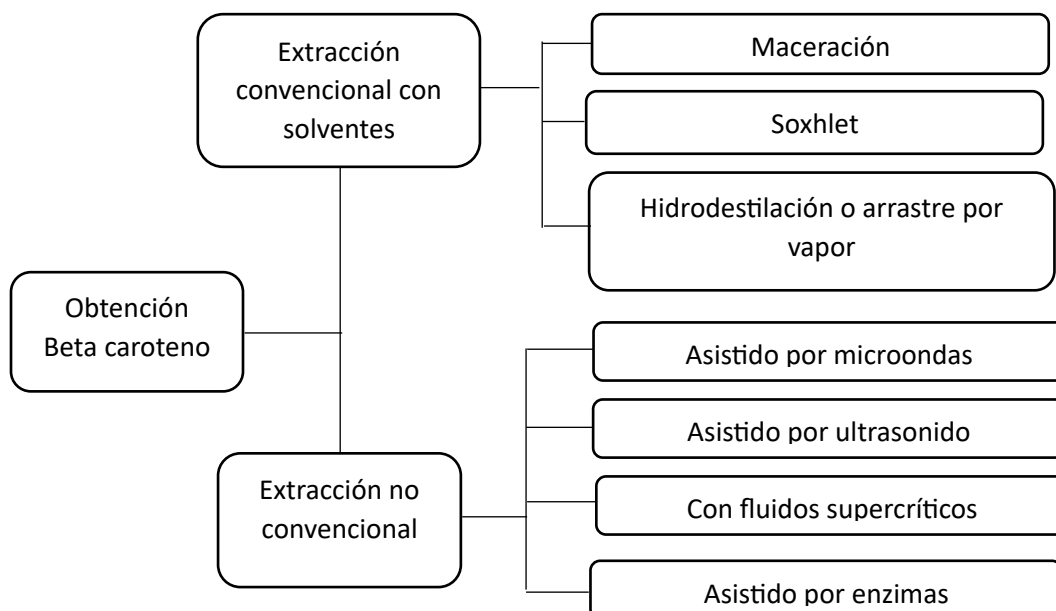 Extracción
convencional con
solventes
Maceración
Soxhlet
Hidrodestilación o arrastre por
vapor
Obtención
Beta caroteno
Extracción no
convencional
Asistido por microondas
Asistido por ultrasonido
Con fluidos supercríticos
Asistido por enzimas